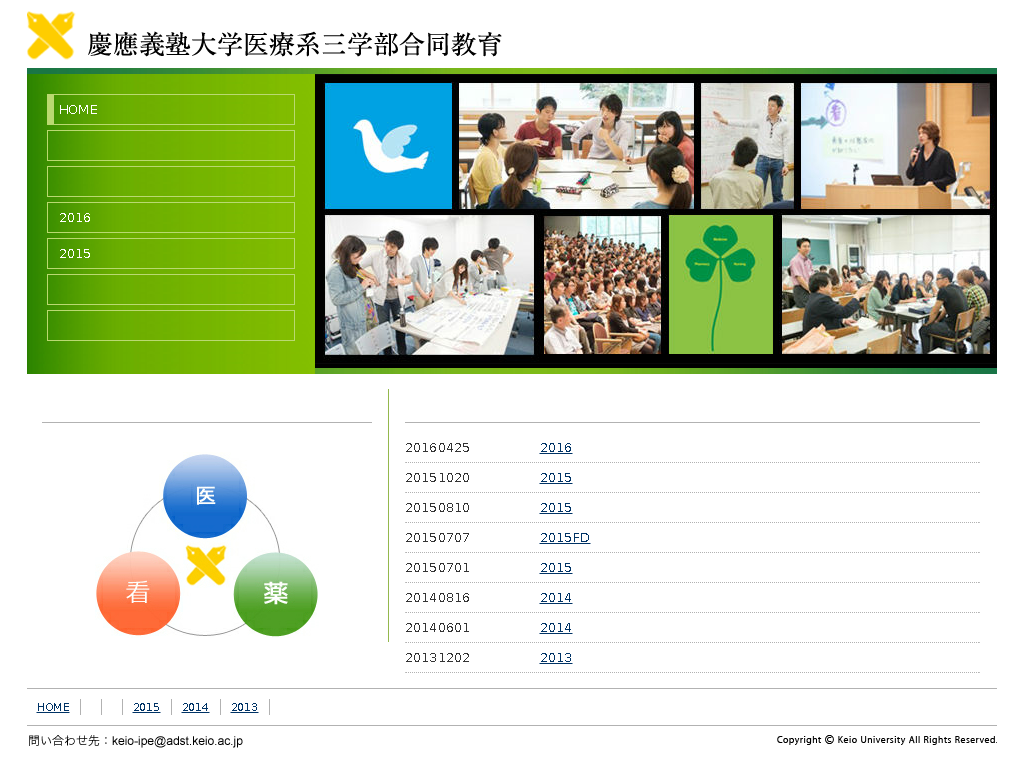 慶應義塾大学医療系三学部合同教育
HOME
2016
2015
Medicine
Pharmacy
Nursing
20160425 2016
20151020 2015
20150810 2015
20150707 2015FD
20150701 2015
20140816 2014
20140601 2014
20131202 2013
医
看
薬
HOME 2015 2014 2013
問い合わせ先：keio-ipe@adst.keio.ac.jp
Copyright © Keio University All Rights Reserved.